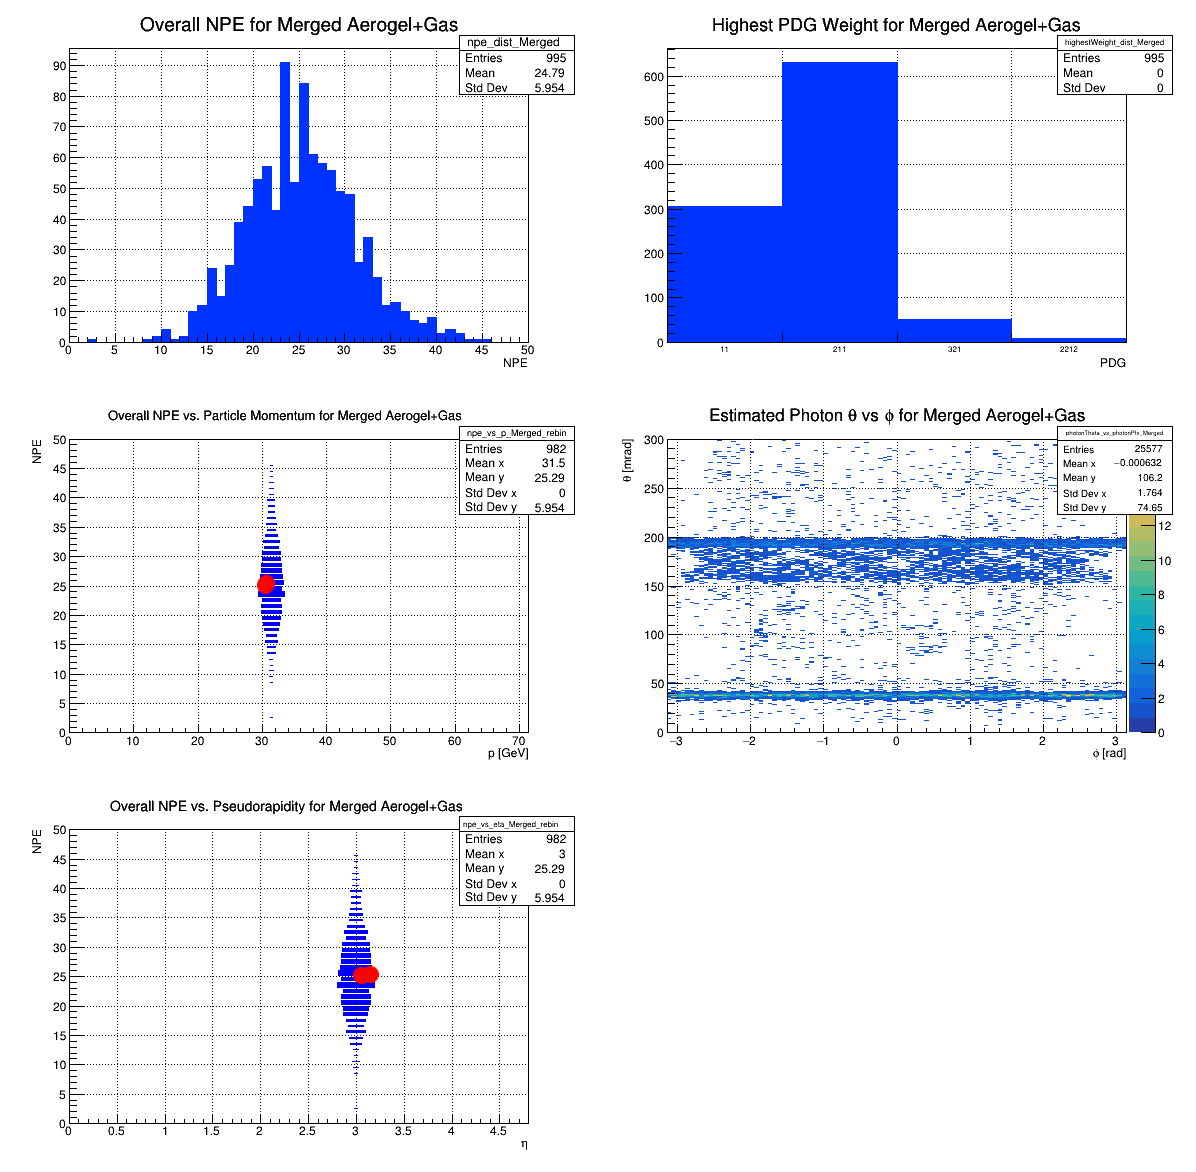 Overall NPE for Merged Aerogel+Gas
npe_dist_Merged
Entries 995
Mean 24.79
Std Dev 5.954
90
80
70
60
50
40
30
20
10
0
0 5 10 15 20 25 30 35 40 45 50
NPE
Highest PDG Weight for Merged Aerogel+Gas
highestWeight_dist_Merged
Entries 995
Mean 0
Std Dev 0
600
500
400
300
200
100
0
11 211 321 2212
PDG
Overall NPE vs. Particle Momentum for Merged Aerogel+Gas
npe_vs_p_Merged_rebin
Entries 982
Mean x 31.5
Mean y 25.29
Std Dev x 0
Std Dev y 5.954
NPE
50
45
40
35
30
25
20
15
10
5
0
0 10 20 30 40 50 60 70
p [GeV]
Estimated Photon θ vs ϕ for Merged Aerogel+Gas
photonTheta_vs_photonPhi_Merged
Entries 25577
Mean x −0.000632
Mean y 106.2
Std Dev x 1.764
Std Dev y 74.65
θ [mrad]
300
250
200
150
100
50
0
−3 −2 −1 0 1 2 3
ϕ [rad]
12
10
8
6
4
2
0
Overall NPE vs. Pseudorapidity for Merged Aerogel+Gas
npe_vs_eta_Merged_rebin
Entries 982
Mean x 3
Mean y 25.29
Std Dev x 0
Std Dev y 5.954
NPE
50
45
40
35
30
25
20
15
10
5
0
0 0.5 1 1.5 2 2.5 3 3.5 4 4.5
η